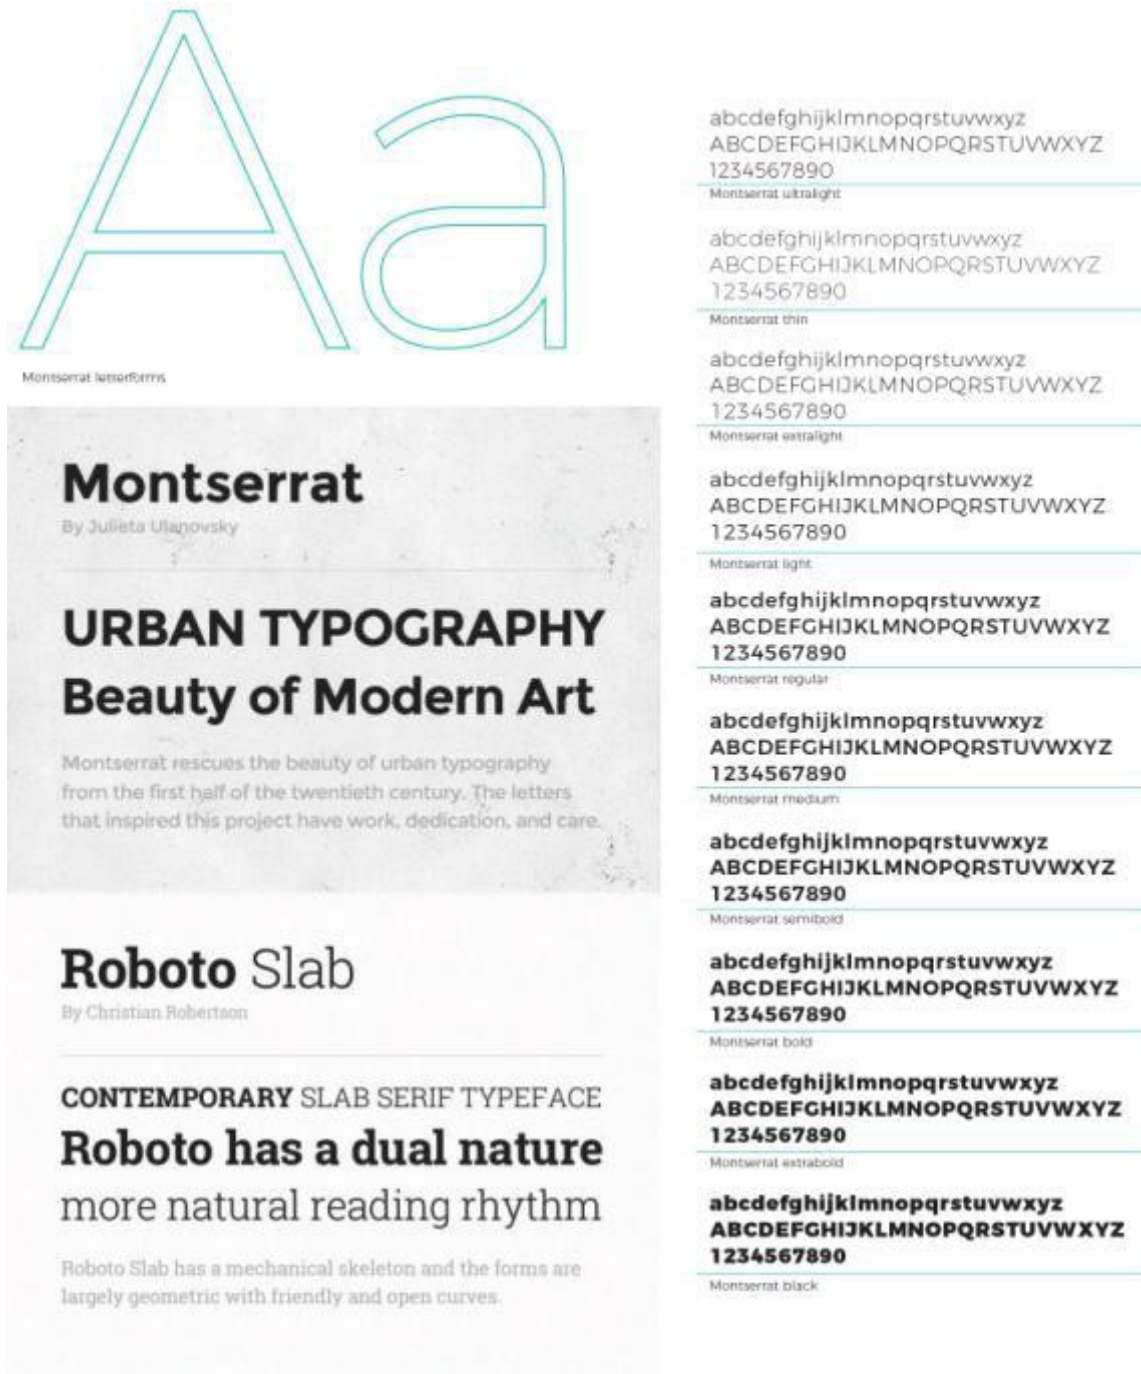 Aa
Montserrat letterforms
Montserrat
By Julieta Ulanovsky
URBAN TYPOGRAPHY
Beauty of Modern Art
Montserrat rescues the beauty of urban typography
from the first half of the twentieth century. The letters
that inspired this project have work, dedication, and care.
Roboto Slab
By Christian Robertson
CONTEMPORARY SLAB SERIF TYPEFACE
Roboto has a dual nature
more natural reading rhythm
Roboto Slab has a mechanical skeleton and the forms are
largely geometric with friendly and open curves.
abcdefghijklmnopqrstuvwxyz
ABCDEFGHIJKLMNOPQRSTUVWXYZ
1234567890
Montserrat ultralight
abcdefghijklmnopqrstuvwxyz
ABCDEFGHIJKLMNOPQRSTUVWXYZ
1234567890
Montserrat thin
abcdefghijklmnopqrstuvwxyz
ABCDEFGHIJKLMNOPQRSTUVWXYZ
1234567890
Montserrat extralight
abcdefghijklmnopqrstuvwxyz
ABCDEFGHIJKLMNOPQRSTUVWXYZ
1234567890
Montserrat light
abcdefghijklmnopqrstuvwxyz
ABCDEFGHIJKLMNOPQRSTUVWXYZ
1234567890
Montserrat regular
abcdefghijklmnopqrstuvwxyz
ABCDEFGHIJKLMNOPQRSTUVWXYZ
1234567890
Montserrat medium
abcdefghijklmnopqrstuvwxyz
ABCDEFGHIJKLMNOPQRSTUVWXYZ
1234567890
Montserrat semibold
abcdefghijklmnopqrstuvwxyz
ABCDEFGHIJKLMNOPQRSTUVWXYZ
1234567890
Montserrat bold
abcdefghijklmnopqrstuvwxyz
ABCDEFGHIJKLMNOPQRSTUVWXYZ
1234567890
Montserrat extrabold
abcdefghijklmnopqrstuvwxyz
ABCDEFGHIJKLMNOPQRSTUVWXYZ
1234567890
Montserrat black